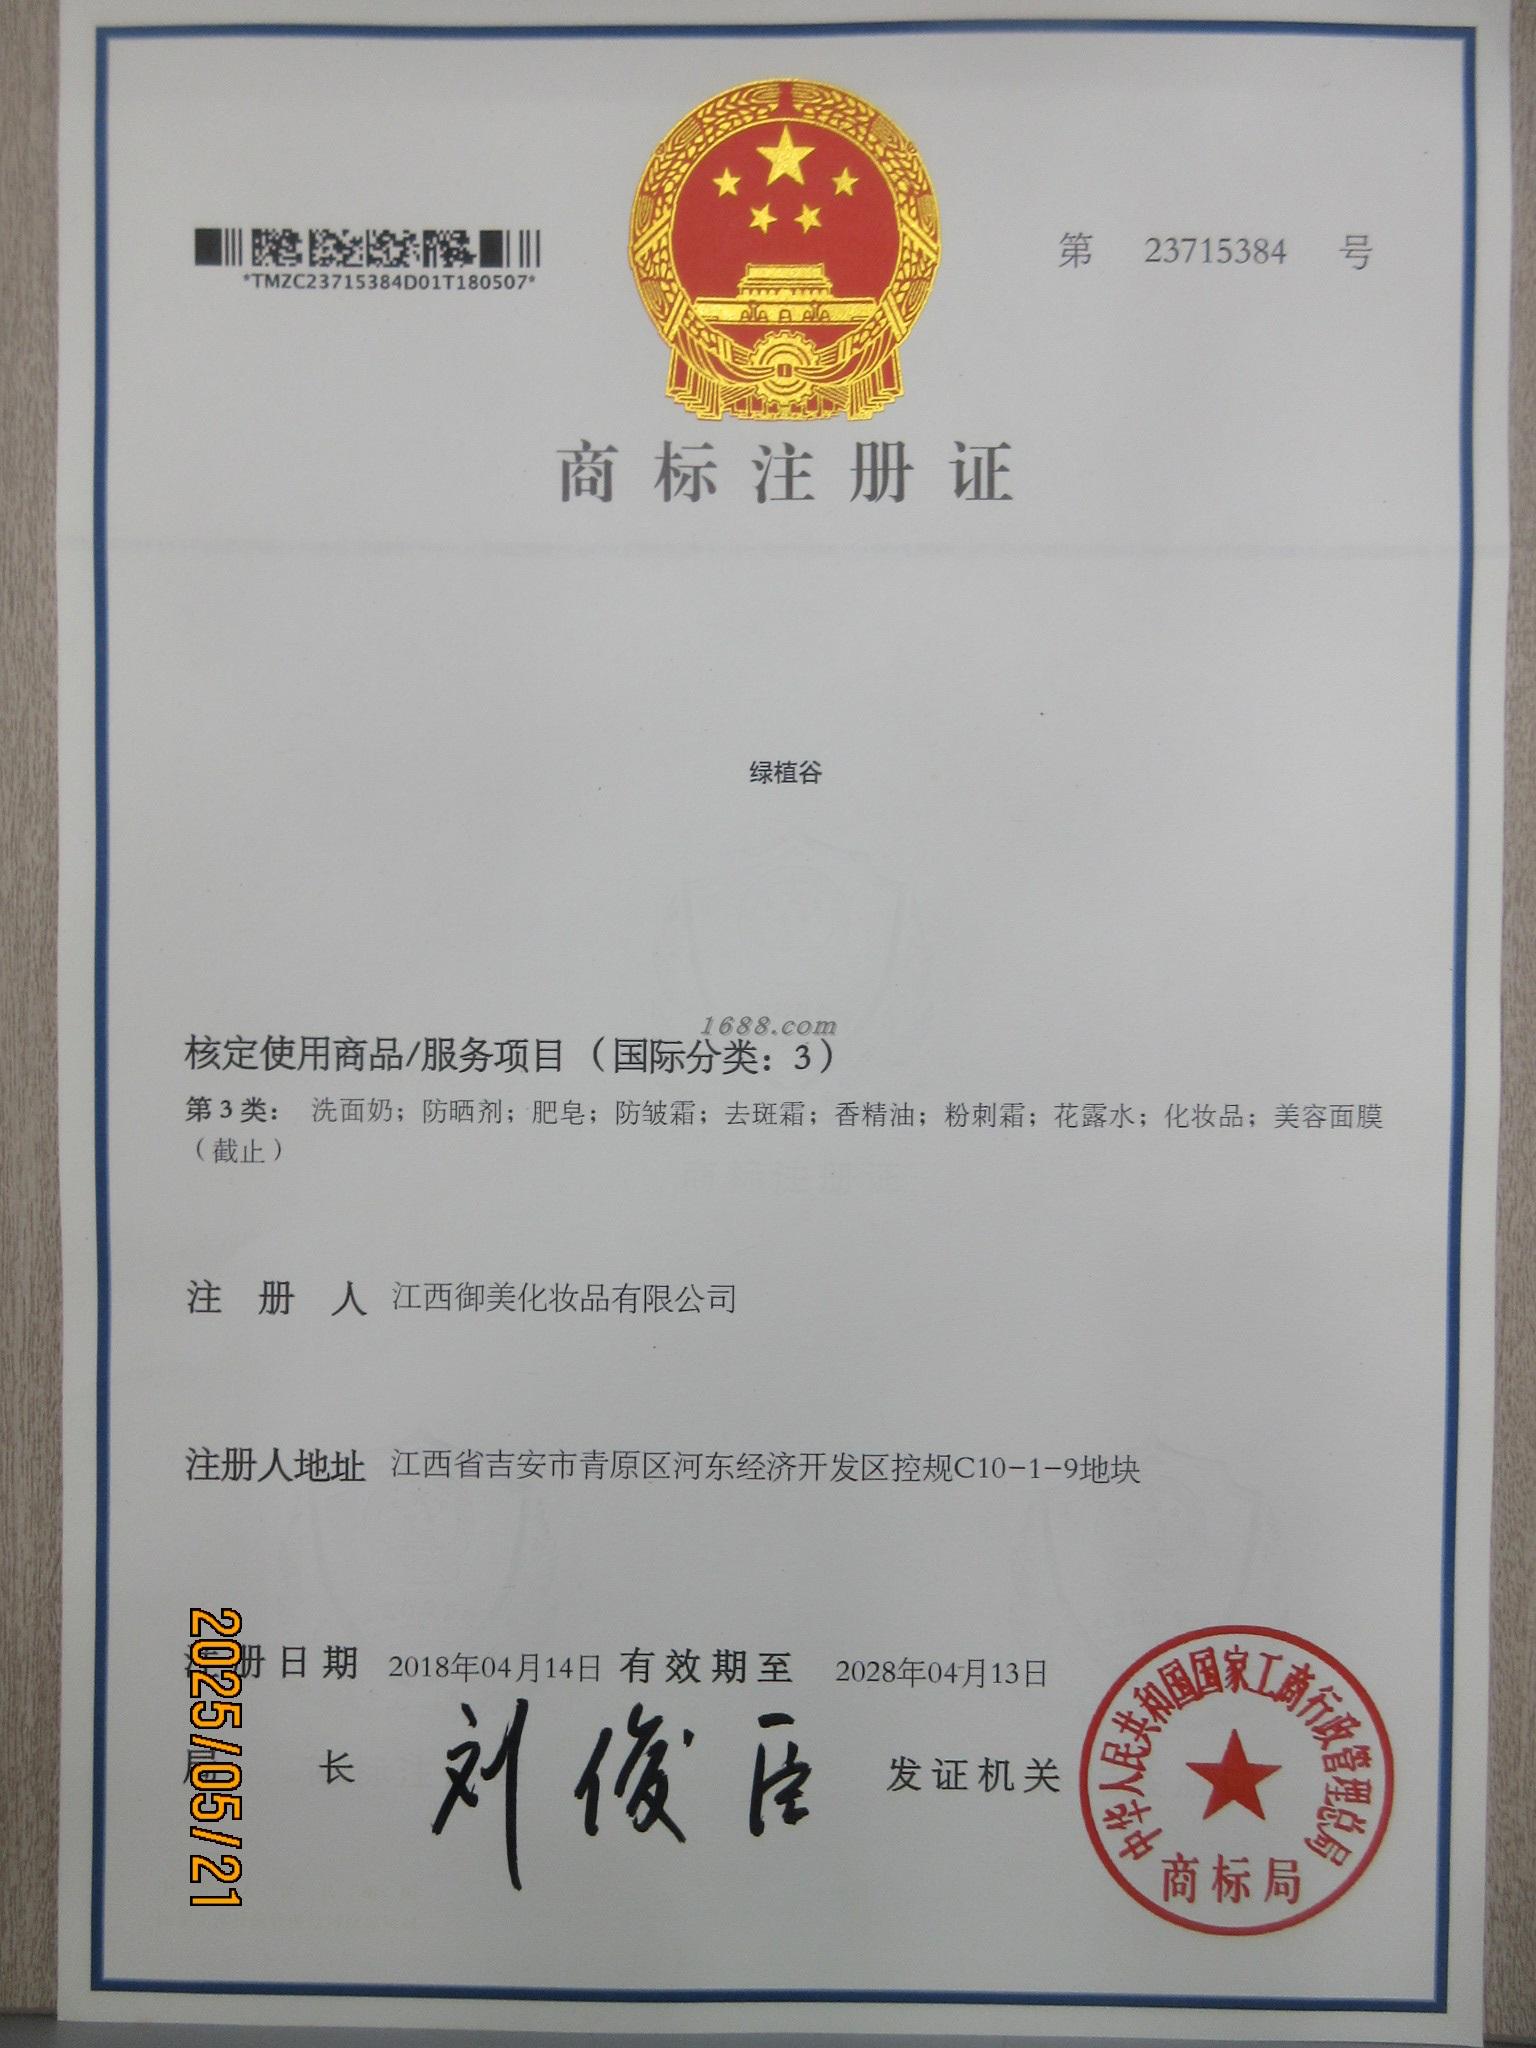 *TMZC23715384D01T180507*
第 23715384 号
商标注册证
绿植谷
1688.com
核定使用商品/服务项目（国际分类：3）
第3类： 洗面奶；防晒剂；肥皂；防皱霜；去斑霜；香精油；粉刺霜；花露水；化妆品；美容面膜
（截止）
注册人 江西御美化妆品有限公司
注册人地址 江西省吉安市青原区河东经济开发区控规C10-1-9地块
注册日期 2018年04月14日 有效期至 2028年04月13日
局长 刘俊臣 发证机关
中华人民共和国国家工商行政管理总局
商标局
2025/05/21